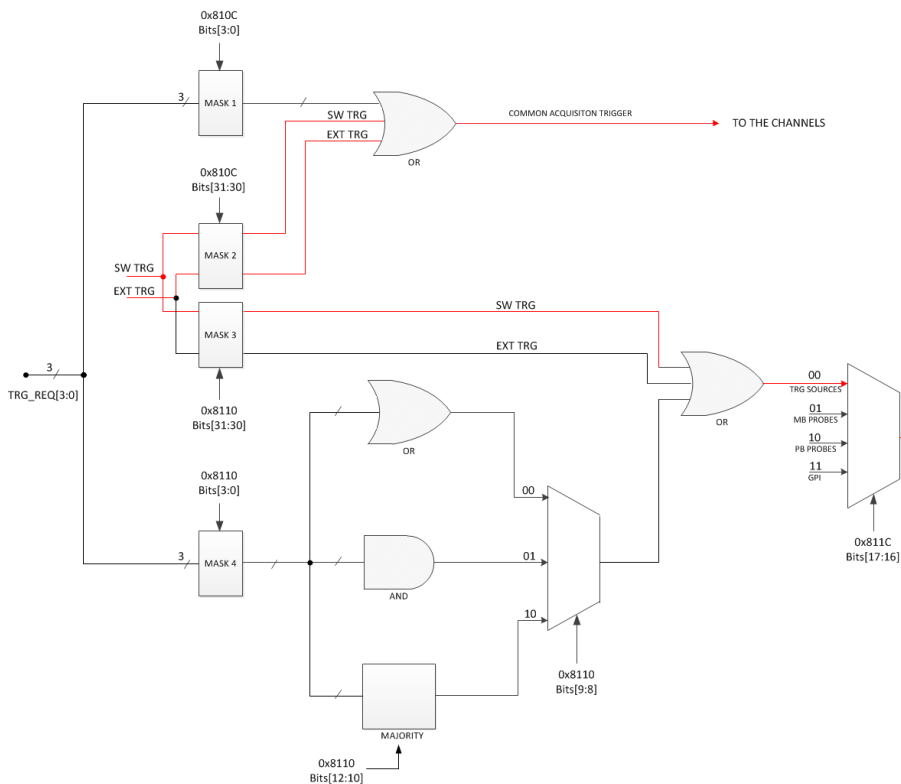 0x810C
Bits[3:0]
3
MASK 1
SW TRG
EXT TRG
OR
COMMON ACQUISITON TRIGGER
TO THE CHANNELS
0x810C
Bits[31:30]
MASK 2
SW TRG
EXT TRG
MASK 3
SW TRG
EXT TRG
0x8110
Bits[31:30]
3
TRG_REQ[3:0]
OR
OR
00
TRG SOURCES
01
MB PROBES
10
PB PROBES
11
GPI
0x811C
Bits[17:16]
0x8110
Bits[3:0]
3
MASK 4
AND
00
01
10
0x8110
Bits[9:8]
MAJORITY
0x8110
Bits[12:10]